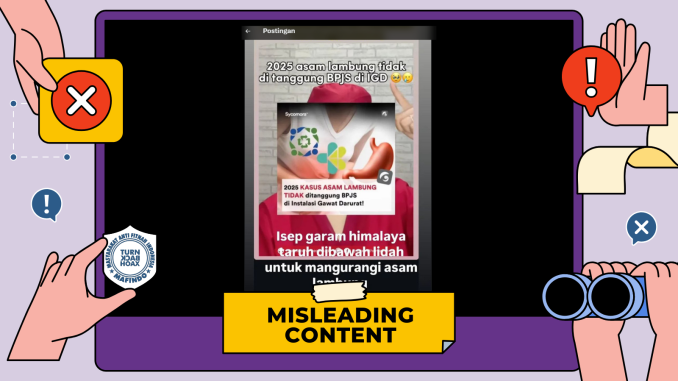 Postingan
2025 asam lambung tidak
di tanggung BPJS di IGD
Sycomore
2025 KASUS ASAM LAMBUNG
TIDAK ditanggung BPJS
di Instalasi Gawat Darurat!
Isep garam himalaya
taruh dibawah lidah
untuk mangurangi asam
lambung
MASYARAKAT ANTI FITNAH INDONESIA
TURN
BACK
HOAX
MAFINDO
MISLEADING
CONTENT